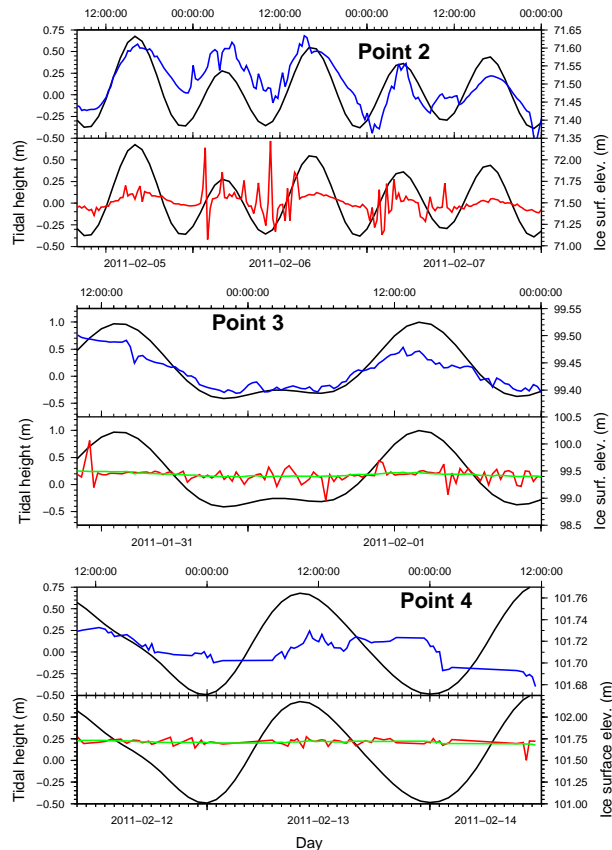 12:00:00 00:00:00 12:00:00 00:00:00 12:00:00 00:00:00
Point 2
0.75 0.50 0.25 0.00 −0.25 −0.50
71.65 71.60 71.55 71.50 71.45 71.40 71.35
0.50 0.25 0.00 −0.25 −0.50
72.00 71.75 71.50 71.25 71.00
Tidal height (m)
Ice surf. elev. (m)
2011−02−05 2011−02−06 2011−02−07
12:00:00 00:00:00 12:00:00 00:00:00
Point 3
1.0 0.5 0.0 −0.5
99.55 99.50 99.45 99.40
1.0 0.5 0.0 −0.5
100.5 100.0 99.5 99.0 98.5
Tidal height (m)
Ice surf. elev. (m)
2011−01−31 2011−02−01
12:00:00 00:00:00 12:00:00 00:00:00 12:00:00
Point 4
0.75 0.50 0.25 0.00 −0.25 −0.50
101.76 101.74 101.72 101.70 101.68
0.50 0.25 0.00 −0.25 −0.50
102.00 101.75 101.50 101.25 101.00
Tidal height (m)
Ice surface elev. (m)
2011−02−12 2011−02−13 2011−02−14
Day